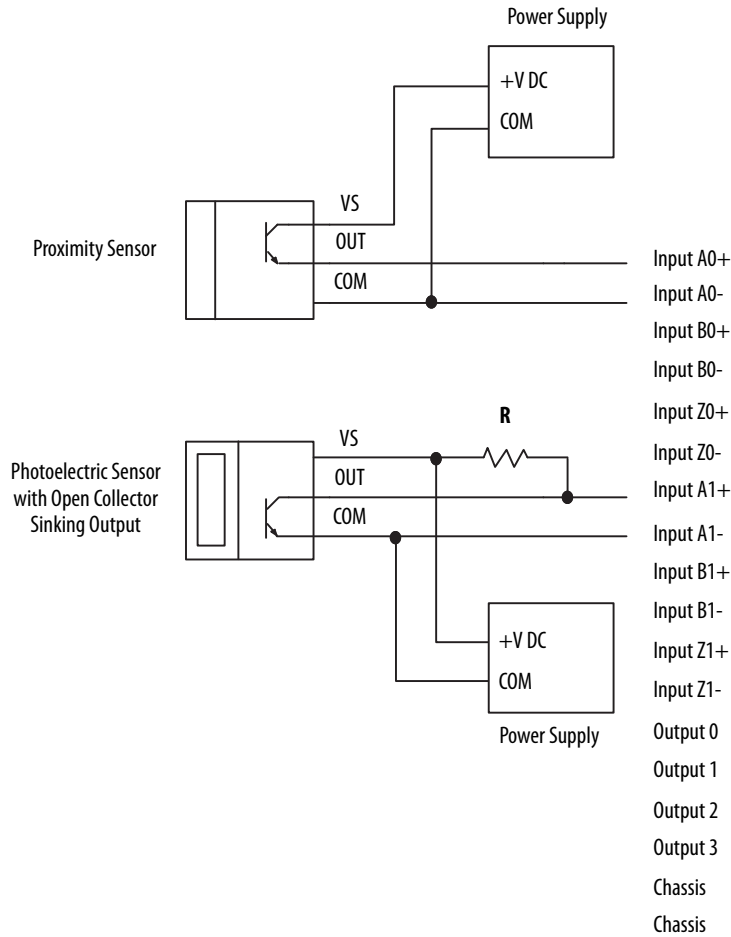 Power Supply
+V DC
COM
Proximity Sensor
VS
OUT
COM
Input A0+
Input A0-
Input B0+
Input B0-
Input Z0+
Input Z0-
Input A1+
Input A1-
Input B1+
Input B1-
Input Z1+
Input Z1-
Output 0
Output 1
Output 2
Output 3
Chassis
Chassis
R
Photoelectric Sensor
with Open Collector
Sinking Output
VS
OUT
COM
+V DC
COM
Power Supply